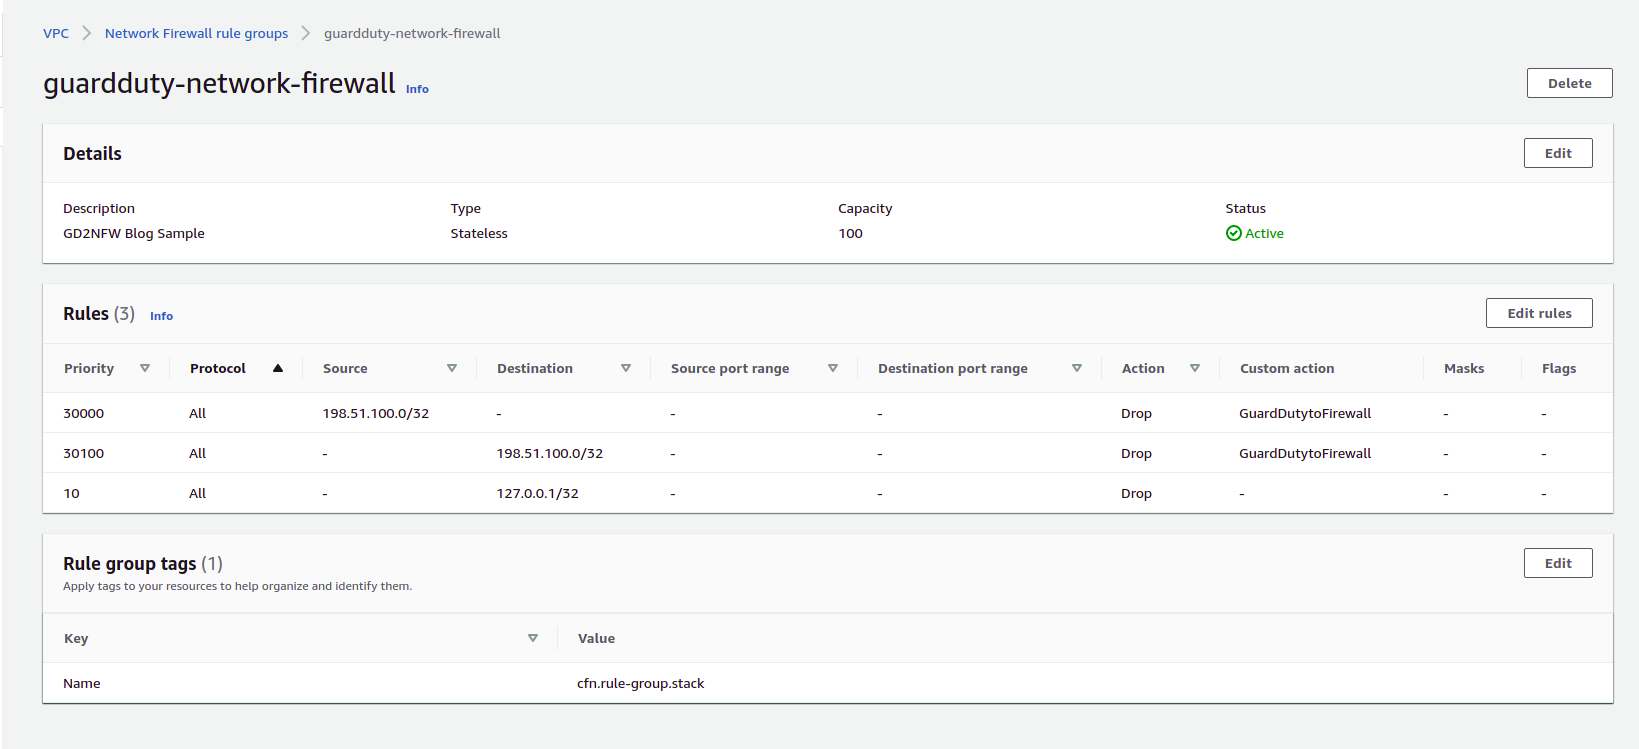 VPC > Network Firewall rule groups > guardduty-network-firewall
guardduty-network-firewall Info Delete
Details Edit
Description Type Capacity Status
GD2NFW Blog Sample Stateless 100 Active
Rules (3) Info Edit rules
Priority Protocol Source Destination Source port range Destination port range Action Custom action Masks Flags
30000 All 198.51.100.0/32 - - - Drop GuardDutytoFirewall - -
30100 All - 198.51.100.0/32 - - Drop GuardDutytoFirewall - -
10 All - 127.0.0.1/32 - - Drop - - -
Rule group tags (1) Edit
Apply tags to your resources to help organize and identify them.
Key Value
Name cfn.rule-group.stack